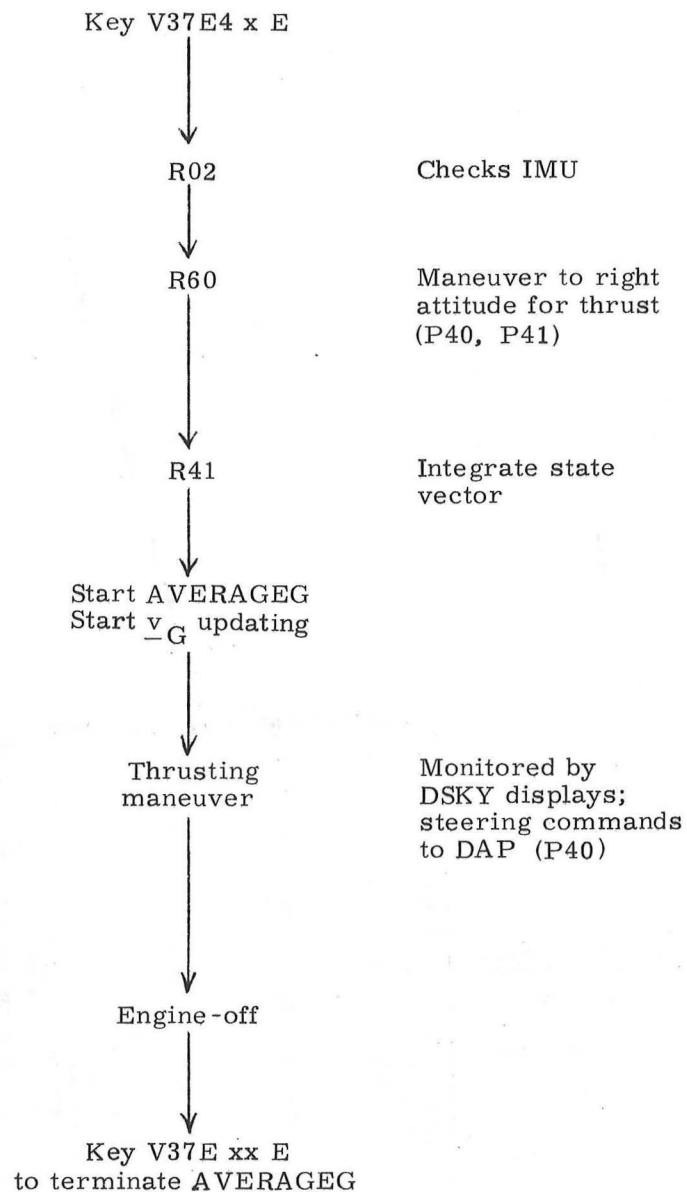 Key V37E4 x E
R02
Checks IMU
R60
Maneuver to right
attitude for thrust
(P40, P41)
R41
Integrate state
vector
Start AVERAGEG
Start v_G updating
Thrusting
maneuver
Monitored by
DSKY displays;
steering commands
to DAP (P40)
Engine-off
Key V37E xx E
to terminate AVERAGEG